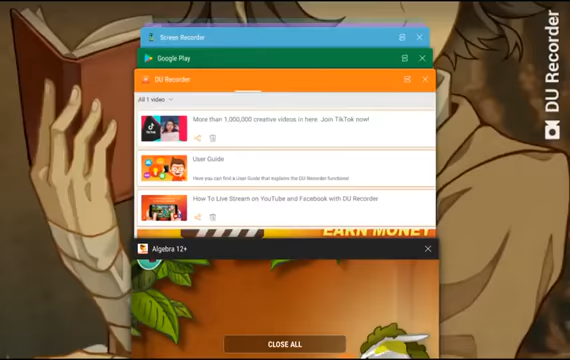 Screen Recorder
Google Play
DU Recorder
All 1 video
More than 1,000,000 creative videos in here. Join TikTok now!
TikTok
User Guide
Here you can find a User Guide that explains the DU Recorder functions!
How To Live Stream on YouTube and Facebook with DU Recorder
EARN MONEY
Algebra 12+
CLOSE ALL
DU Recorder